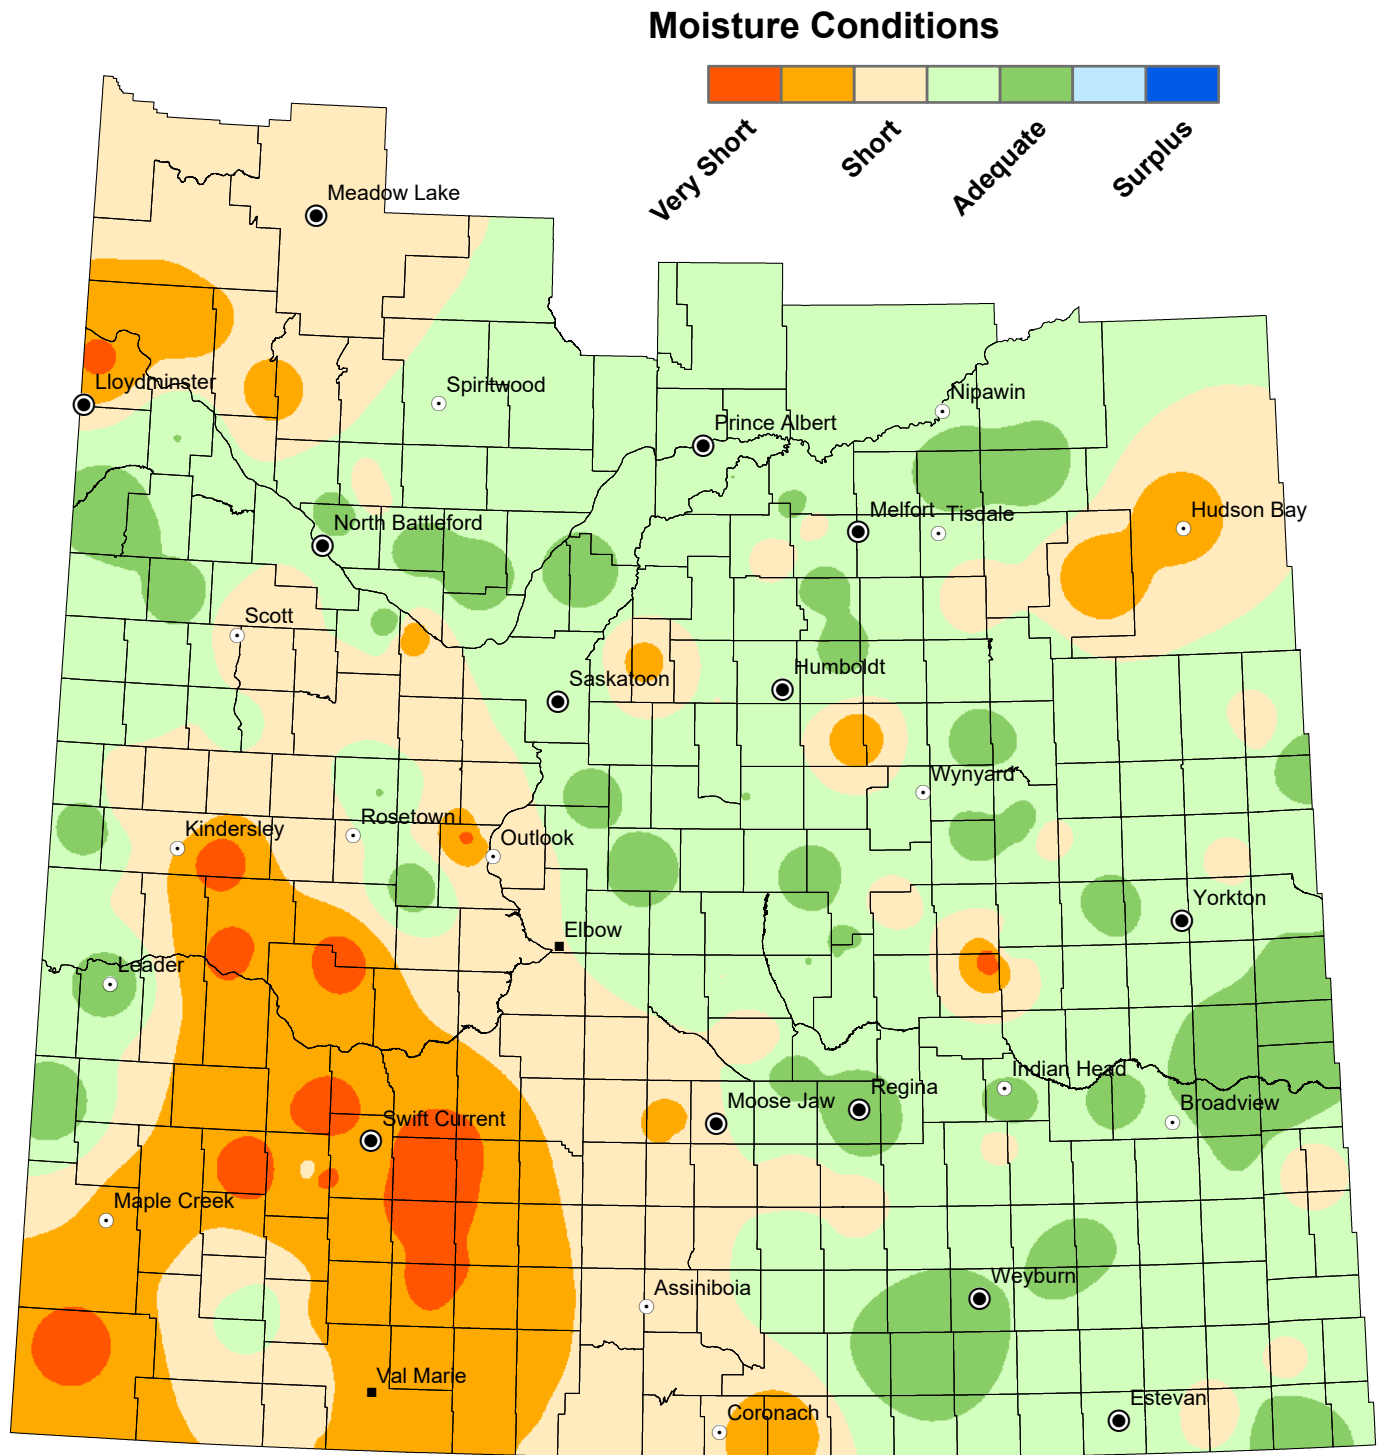 Moisture Conditions
Very Short
Short
Adequate
Surplus
Meadow Lake
Lloydminster
Spiritwood
Nipawin
Prince Albert
North Battleford
Melfort
Tisdale
Hudson Bay
Scott
Saskatoon
Humboldt
Wynyard
Kindersley
Rosetown
Outlook
Yorkton
Elbow
Leader
Indian Head
Regina
Moose Jaw
Broadview
Swift Current
Maple Creek
Weyburn
Assiniboia
Val Marie
Coronach
Estevan